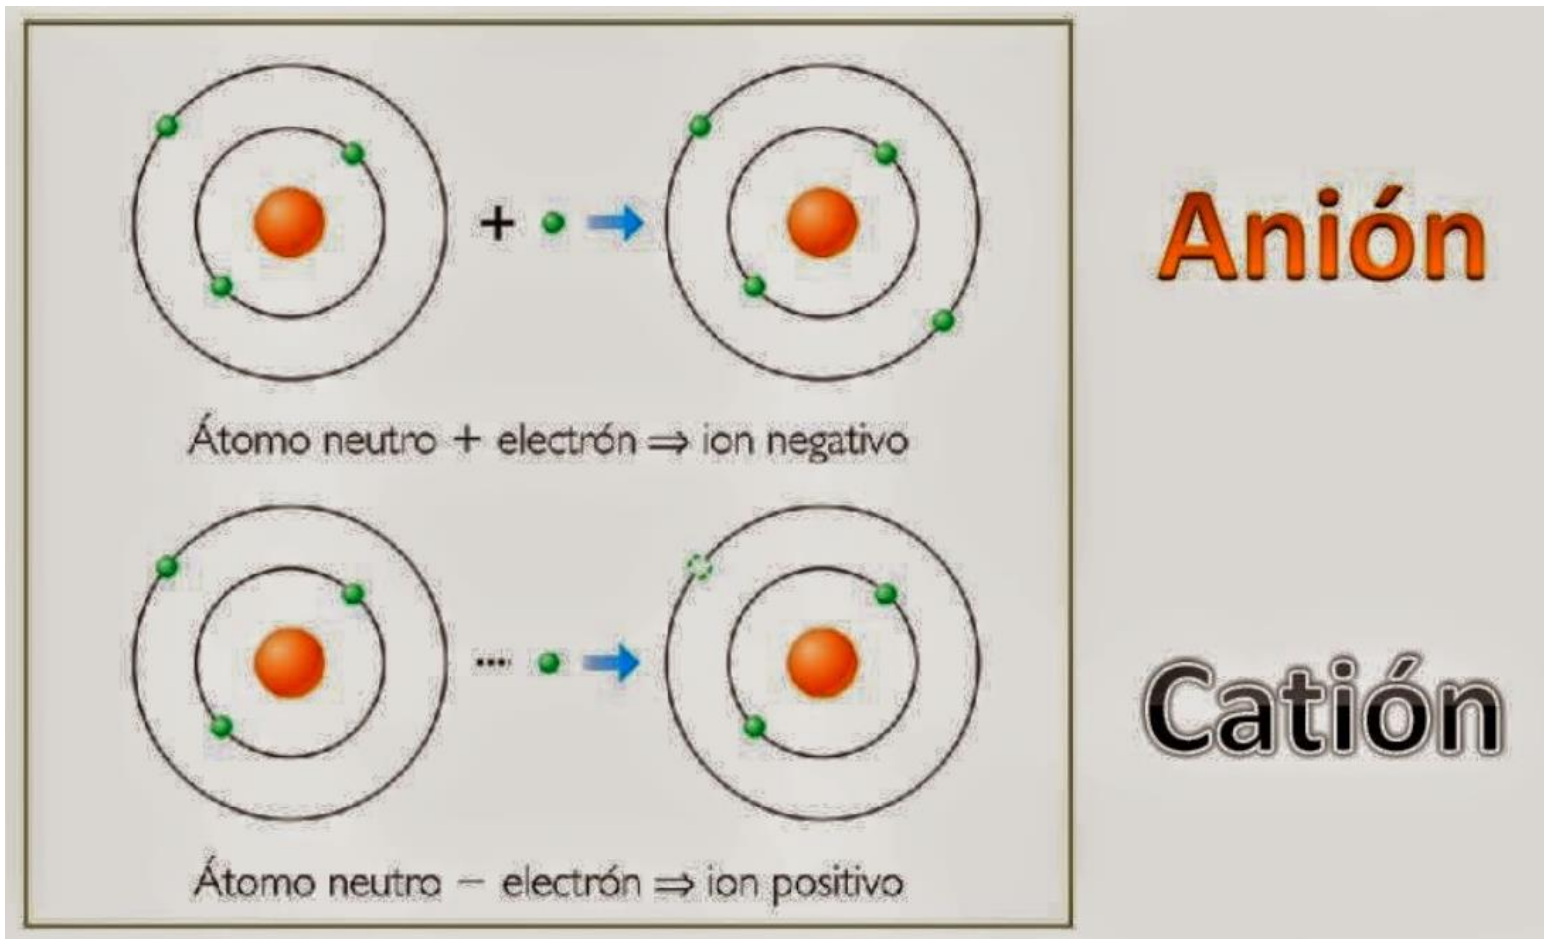 +
Anión
Átomo neutro + electrón ⇒ ion negativo
....
Catión
Átomo neutro − electrón ⇒ ion positivo